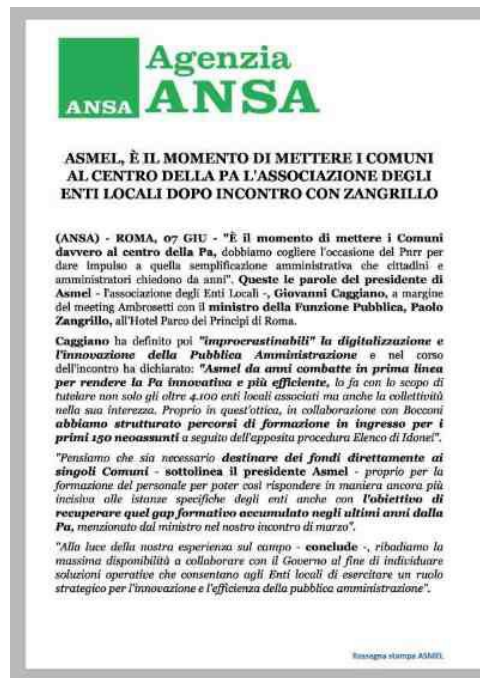 Agenzia
ANSA ANSA
ASMEL, È IL MOMENTO DI METTERE I COMUNI
AL CENTRO DELLA PA L'ASSOCIAZIONE DEGLI
ENTI LOCALI DOPO INCONTRO CON ZANGRILLO
(ANSA) - ROMA, 07 GIU - "È il momento di mettere i Comuni
davvero al centro della Pa, dobbiamo cogliere l'occasione del Pnrr per
dare impulso a quella semplificazione amministrativa che cittadini e
amministratori chiedono da anni". Queste le parole del presidente di
Asmel - l'associazione degli Enti Locali -, Giovanni Caggiano, a margine
del meeting Ambrosetti con il ministro della Funzione Pubblica, Paolo
Zangrillo, all'Hotel Parco dei Principi di Roma.
Caggiano ha definito poi "improcrastinabili" la digitalizzazione e
l'innovazione della Pubblica Amministrazione e nel corso
dell'incontro ha dichiarato: "Asmel da anni combatte in prima linea
per rendere la Pa innovativa e più efficiente, lo fa con lo scopo di
tutelare non solo gli oltre 4.100 enti locali associati ma anche la collettività
nella sua interezza. Proprio in quest'ottica, in collaborazione con Bocconi
abbiamo strutturato percorsi di formazione in ingresso per i
primi 150 neoassunti a seguito dell'apposita procedura Elenco di Idonei".
"Pensiamo che sia necessario destinare dei fondi direttamente ai
singoli Comuni - sottolinea il presidente Asmel - proprio per la
formazione del personale per poter così rispondere in maniera ancora più
incisiva alle istanze specifiche degli enti anche con l'obiettivo di
recuperare quel gap formativo accumulato negli ultimi anni dalla
Pa, menzionato dal ministro nel nostro incontro di marzo".
"Alla luce della nostra esperienza sul campo - conclude -, ribadiamo la
massima disponibilità a collaborare con il Governo al fine di individuare
soluzioni operative che consentano agli Enti locali di esercitare un ruolo
strategico per l'innovazione e l'efficienza della pubblica amministrazione".
Rassegna stampa ASMEL